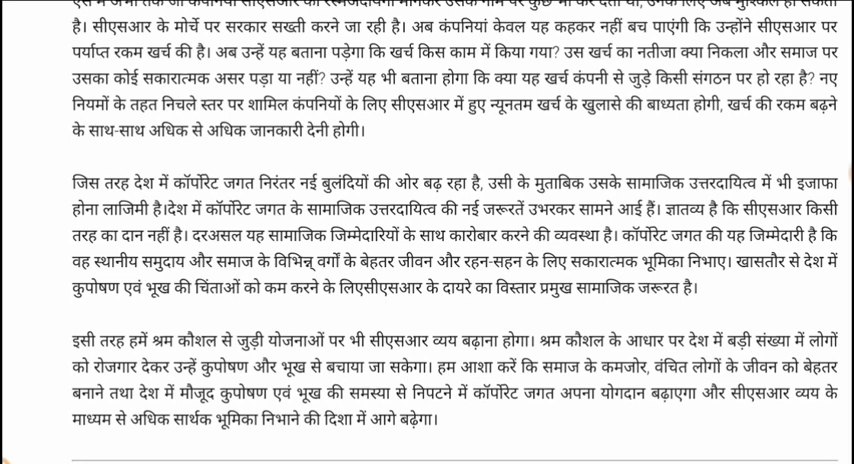 है। सीएसआर के मोर्चे पर सरकार सख्ती करने जा रही है। अब कंपनियां केवल यह कहकर नहीं बच पाएंगी कि उन्होंने सीएसआर पर
पर्याप्त रकम खर्च की है। अब उन्हें यह बताना पड़ेगा कि खर्च किस काम में किया गया? उस खर्च का नतीजा क्या निकला और समाज पर
उसका कोई सकारात्मक असर पड़ा या नहीं? उन्हें यह भी बताना होगा कि क्या यह खर्च कंपनी से जुड़े किसी संगठन पर हो रहा है? नए
नियमों के तहत निचले स्तर पर शामिल कंपनियों के लिए सीएसआर में हुए न्यूनतम खर्च के खुलासे की बाध्यता होगी, खर्च की रकम बढ़ने
के साथ-साथ अधिक से अधिक जानकारी देनी होगी।
जिस तरह देश में कॉर्पोरेट जगत निरंतर नई बुलंदियों की ओर बढ़ रहा है, उसी के मुताबिक उसके सामाजिक उत्तरदायित्व में भी इजाफा
होना लाजिमी है।देश में कॉर्पोरेट जगत के सामाजिक उत्तरदायित्व की नई जरूरतें उभरकर सामने आई हैं। ज्ञातव्य है कि सीएसआर किसी
तरह का दान नहीं है। दरअसल यह सामाजिक जिम्मेदारियों के साथ कारोबार करने की व्यवस्था है। कॉर्पोरेट जगत की यह जिम्मेदारी है कि
वह स्थानीय समुदाय और समाज के विभिन्न् वर्गों के बेहतर जीवन और रहन-सहन के लिए सकारात्मक भूमिका निभाए। खासतौर से देश में
कुपोषण एवं भूख की चिंताओं को कम करने के लिएसीएसआर के दायरे का विस्तार प्रमुख सामाजिक जरूरत है।
इसी तरह हमें श्रम कौशल से जुड़ी योजनाओं पर भी सीएसआर व्यय बढ़ाना होगा। श्रम कौशल के आधार पर देश में बड़ी संख्या में लोगों
को रोजगार देकर उन्हें कुपोषण और भूख से बचाया जा सकेगा। हम आशा करें कि समाज के कमजोर, वंचित लोगों के जीवन को बेहतर
बनाने तथा देश में मौजूद कुपोषण एवं भूख की समस्या से निपटने में कॉर्पोरेट जगत अपना योगदान बढ़ाएगा और सीएसआर व्यय के
माध्यम से अधिक सार्थक भूमिका निभाने की दिशा में आगे बढ़ेगा।